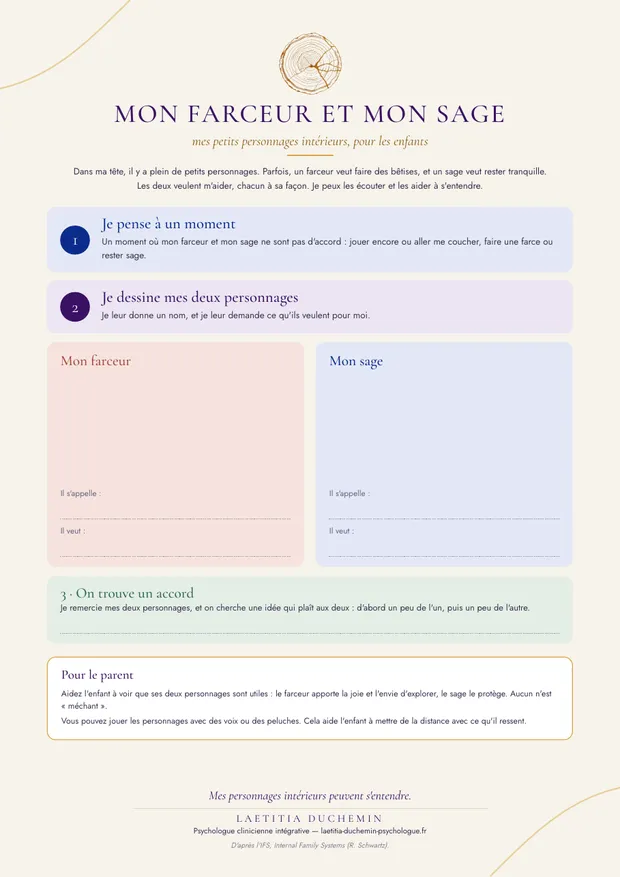 MON FARCEUR ET MON SAGE
mes petits personnages intérieurs, pour les enfants
Dans ma tête, il y a plein de petits personnages. Parfois, un farceur veut faire des bêtises, et un sage veut rester tranquille.
Les deux veulent m'aider, chacun à sa façon. Je peux les écouter et les aider à s'entendre.
1
Je pense à un moment
Un moment où mon farceur et mon sage ne sont pas d'accord : jouer encore ou aller me coucher, faire une farce ou
rester sage.
2
Je dessine mes deux personnages
Je leur donne un nom, et je leur demande ce qu'ils veulent pour moi.
Mon farceur
Il s'appelle :
Il veut :
Mon sage
Il s'appelle :
Il veut :
3 · On trouve un accord
Je remercie mes deux personnages, et on cherche une idée qui plaît aux deux : d'abord un peu de l'un, puis un peu de l'autre.
Pour le parent
Aidez l'enfant à voir que ses deux personnages sont utiles : le farceur apporte la joie et l'envie d'explorer, le sage le protège. Aucun n'est
« méchant ».
Vous pouvez jouer les personnages avec des voix ou des peluches. Cela aide l'enfant à mettre de la distance avec ce qu'il ressent.
Mes personnages intérieurs peuvent s'entendre.
LAETITIA DUCHEMIN
Psychologue clinicienne intégrative — laetitia-duchemin-psychologue.fr
D'après l'IFS, Internal Family Systems (R. Schwartz).